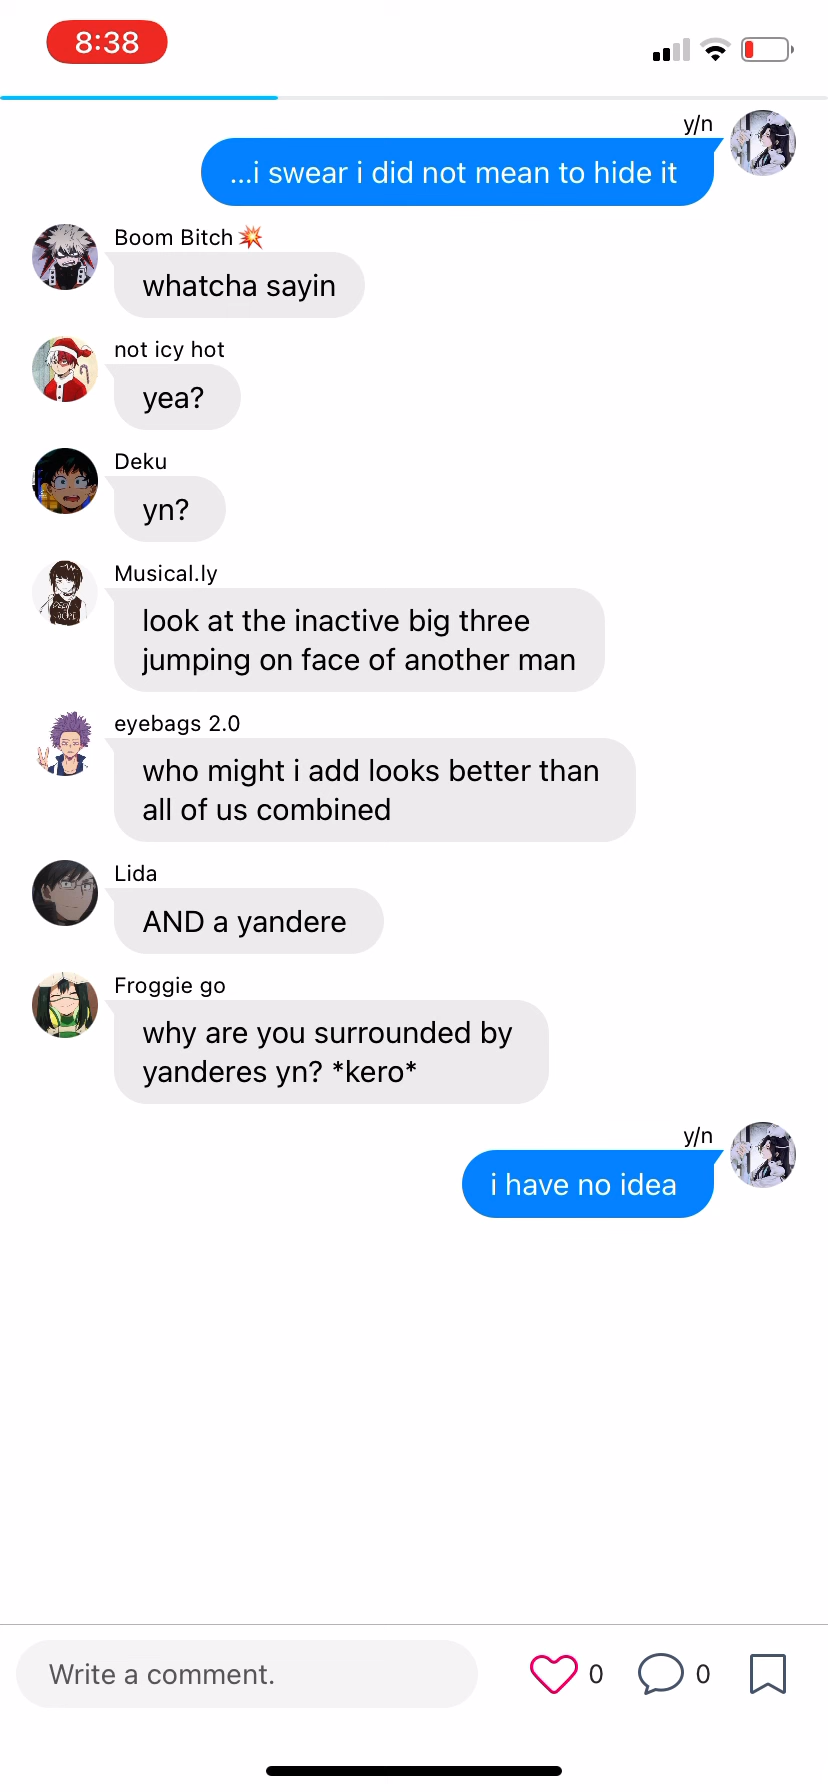 8:38
y/n
...i swear i did not mean to hide it
Boom Bitch💥
whatcha sayin
not icy hot
yea?
Deku
yn?
Musical.ly
look at the inactive big three
jumping on face of another man
eyebags 2.0
who might i add looks better than
all of us combined
Lida
AND a yandere
Froggie go
why are you surrounded by
yanderes yn? *kero*
y/n
i have no idea
Write a comment.
0
0